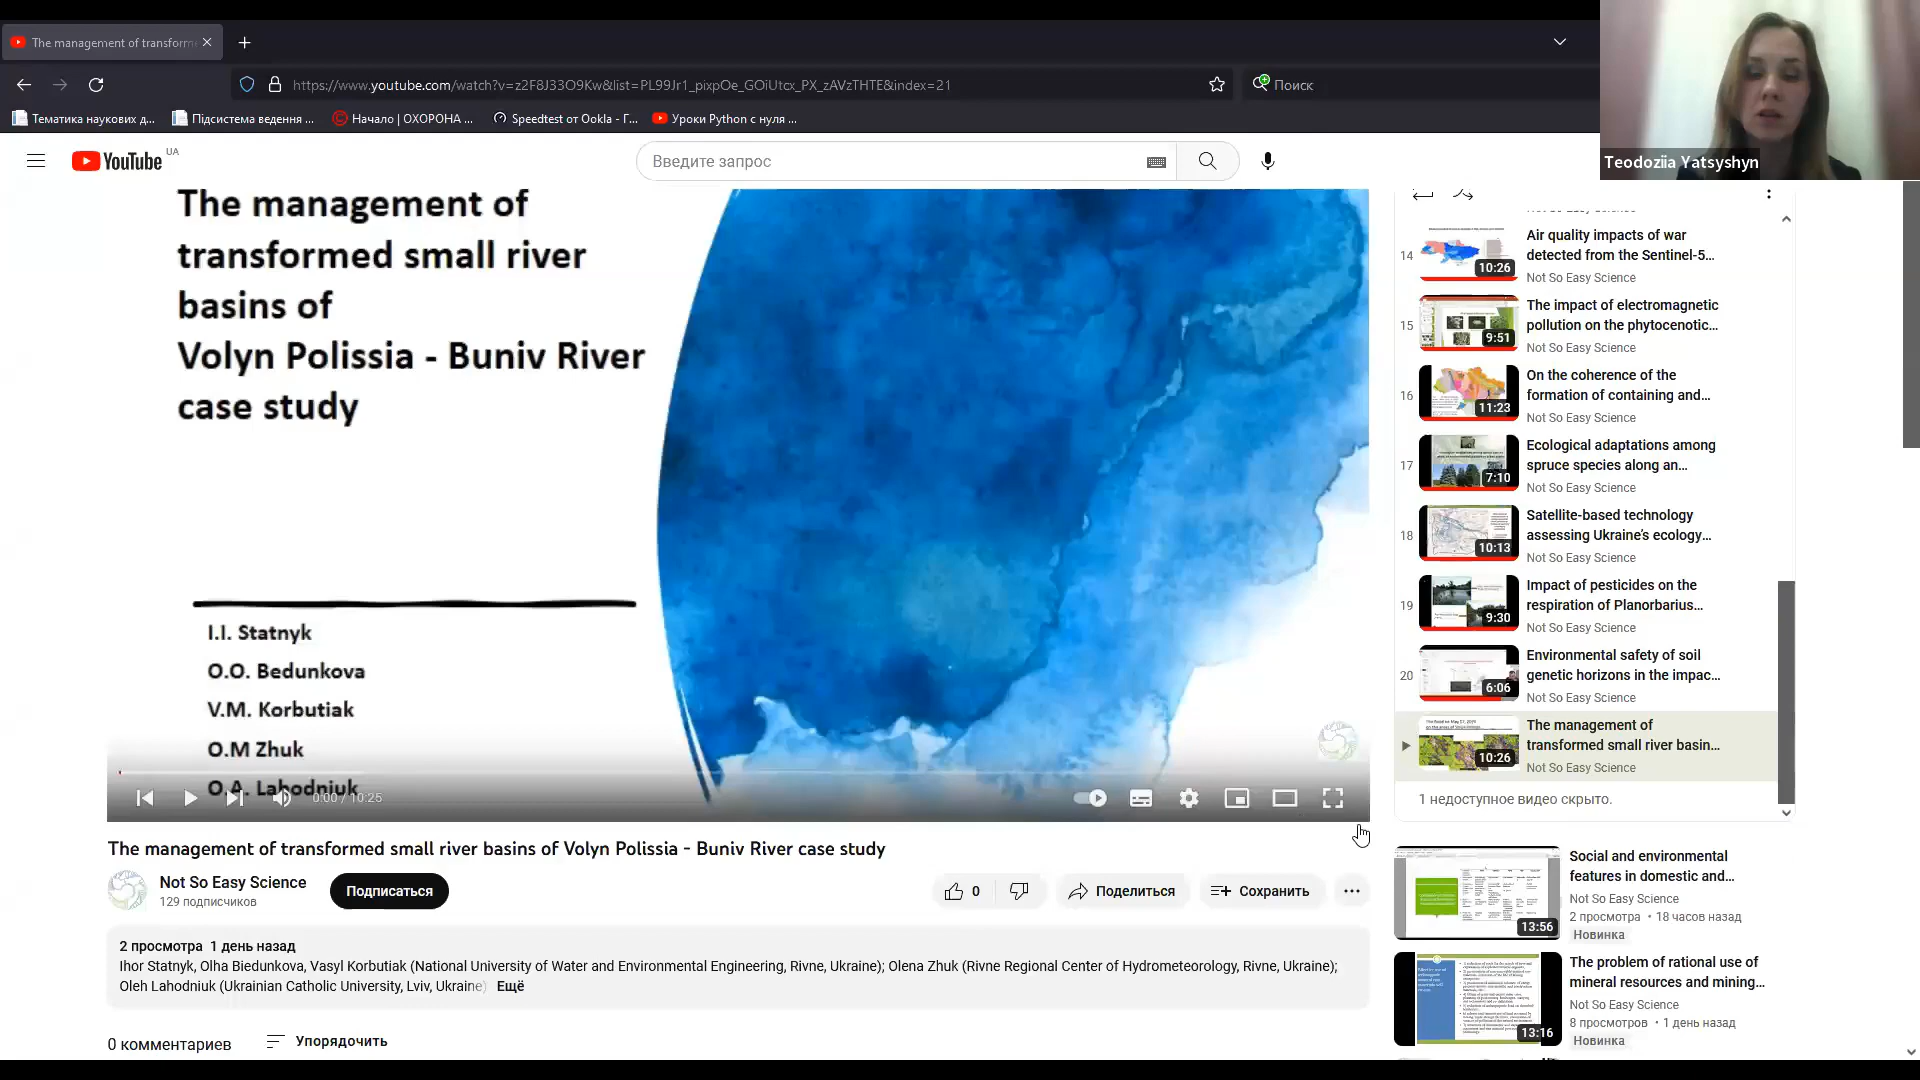 The management of transform
https://www.youtube.com/watch?v=z2F8J33O9Kw&list=PL99Jr1_pixpOe_GOiUtcx_PX_zAVzTHTE&index=21
Поиск
Тематика наукових д...
Підсистема ведення ...
Начало | ОХОРОНА ...
Speedtest от Ookla - Г...
Уроки Python с нуля ...
Teodoziia Yatsyshyn
YouTube UA
Введите запрос
The management of
transformed small river
basins of
Volyn Polissia - Buniv River
case study
I.I. Statnyk
O.O. Bedunkova
V.M. Korbutiak
O.M Zhuk
O.A. Lahodniuk
0:00 / 10:25
The management of transformed small river basins of Volyn Polissia - Buniv River case study
Not So Easy Science
129 подписчиков
Подписаться
0
Поделиться
Сохранить
2 просмотра 1 день назад
Ihor Statnyk, Olha Biedunkova, Vasyl Korbutiak (National University of Water and Environmental Engineering, Rivne, Ukraine); Olena Zhuk (Rivne Regional Center of Hydrometeorology, Rivne, Ukraine);
Oleh Lahodniuk (Ukrainian Catholic University, Lviv, Ukraine) Ещё
0 комментариев
Упорядочить
14
10:26
Air quality impacts of war
detected from the Sentinel-5...
Not So Easy Science
15
9:51
The impact of electromagnetic
pollution on the phytocenotic...
Not So Easy Science
16
11:23
On the coherence of the
formation of containing and...
Not So Easy Science
17
7:10
Ecological adaptations among
spruce species along an...
Not So Easy Science
18
10:13
Satellite-based technology
assessing Ukraine's ecology...
Not So Easy Science
19
9:30
Impact of pesticides on the
respiration of Planorbarius...
Not So Easy Science
20
6:06
Environmental safety of soil
genetic horizons in the impac...
Not So Easy Science
10:26
The management of
transformed small river basin...
Not So Easy Science
1 недоступное видео скрыто.
13:56
Social and environmental
features in domestic and...
Not So Easy Science
2 просмотра • 18 часов назад
Новинка
13:16
The problem of rational use of
mineral resources and mining...
Not So Easy Science
8 просмотров • 1 день назад
Новинка